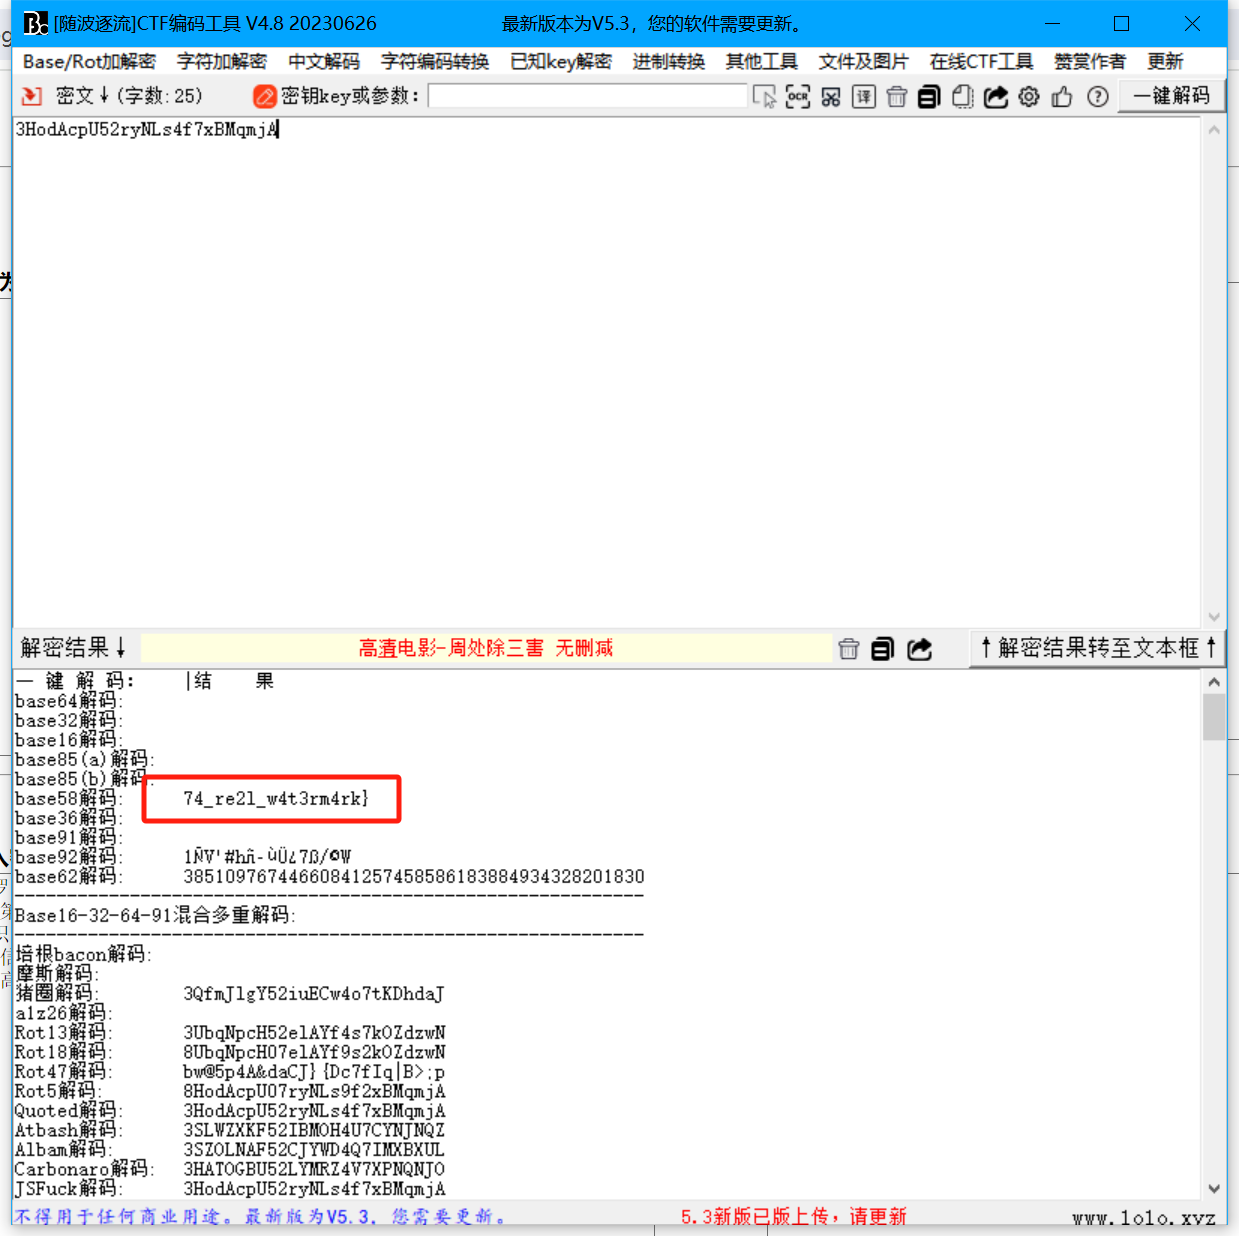 [随波逐流]CTF编码工具 V4.8 20230626 最新版本为V5.3，您的软件需要更新。
Base/Rot加解密 字符加解密 中文解码 字符编码转换 已知key解密 进制转换 其他工具 文件及图片 在线CTF工具 赞赏作者 更新
密文↓(字数:25) 密钥key或参数: OCR 译 一键解码
3HodAcpU52ryNLs4f7xBMqmjA
解密结果↓ 高清电影-周处除三害 无删减 ↑解密结果转至文本框↑
一 键 解 码: |结 果
base64解码:
base32解码:
base16解码:
base85(a)解码:
base85(b)解码:
base58解码: 74_re2l_w4t3rm4rk}
base36解码:
base91解码:
base92解码: 1ÑV'#hñ-ùÜ¿7ß/©W
base62解码: 38510976744660841257458586183884934328201830
Base16-32-64-91混合多重解码:
培根bacon解码:
摩斯解码:
猪圈解码: 3QfmJlgY52iuECw4o7tKDhdaJ
a1z26解码:
Rot13解码: 3UbqNpcH52elAYf4s7kOZdzwN
Rot18解码: 8UbqNpcH07elAYf9s2kOZdzwN
Rot47解码: bw@5p4A&daCJ}{Dc7fIq|B>;p
Rot5解码: 8HodAcpU07ryNLs9f2xBMqmjA
Quoted解码: 3HodAcpU52ryNLs4f7xBMqmjA
Atbash解码: 3SLWZXKF52IBMOH4U7CYNJNQZ
Albam解码: 3SZOLNAF52CJYWD4Q7IMXBXUL
Carbonaro解码: 3HATOGBU52LYMRZ4V7XPNQNJO
JSFuck解码: 3HodAcpU52ryNLs4f7xBMqmjA
不得用于任何商业用途。最新版为V5.3, 您需要更新。 5.3新版已版上传，请更新 www.1o1o.xyz